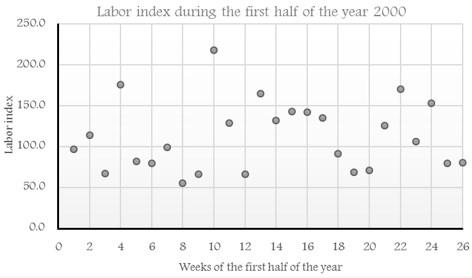 Labor index during the first half of the year 2000
250.0
200.0
150.0
100.0
50.0
0.0
Labor index
0 2 4 6 8 10 12 14 16 18 20 22 24 26
Weeks of the first half of the year